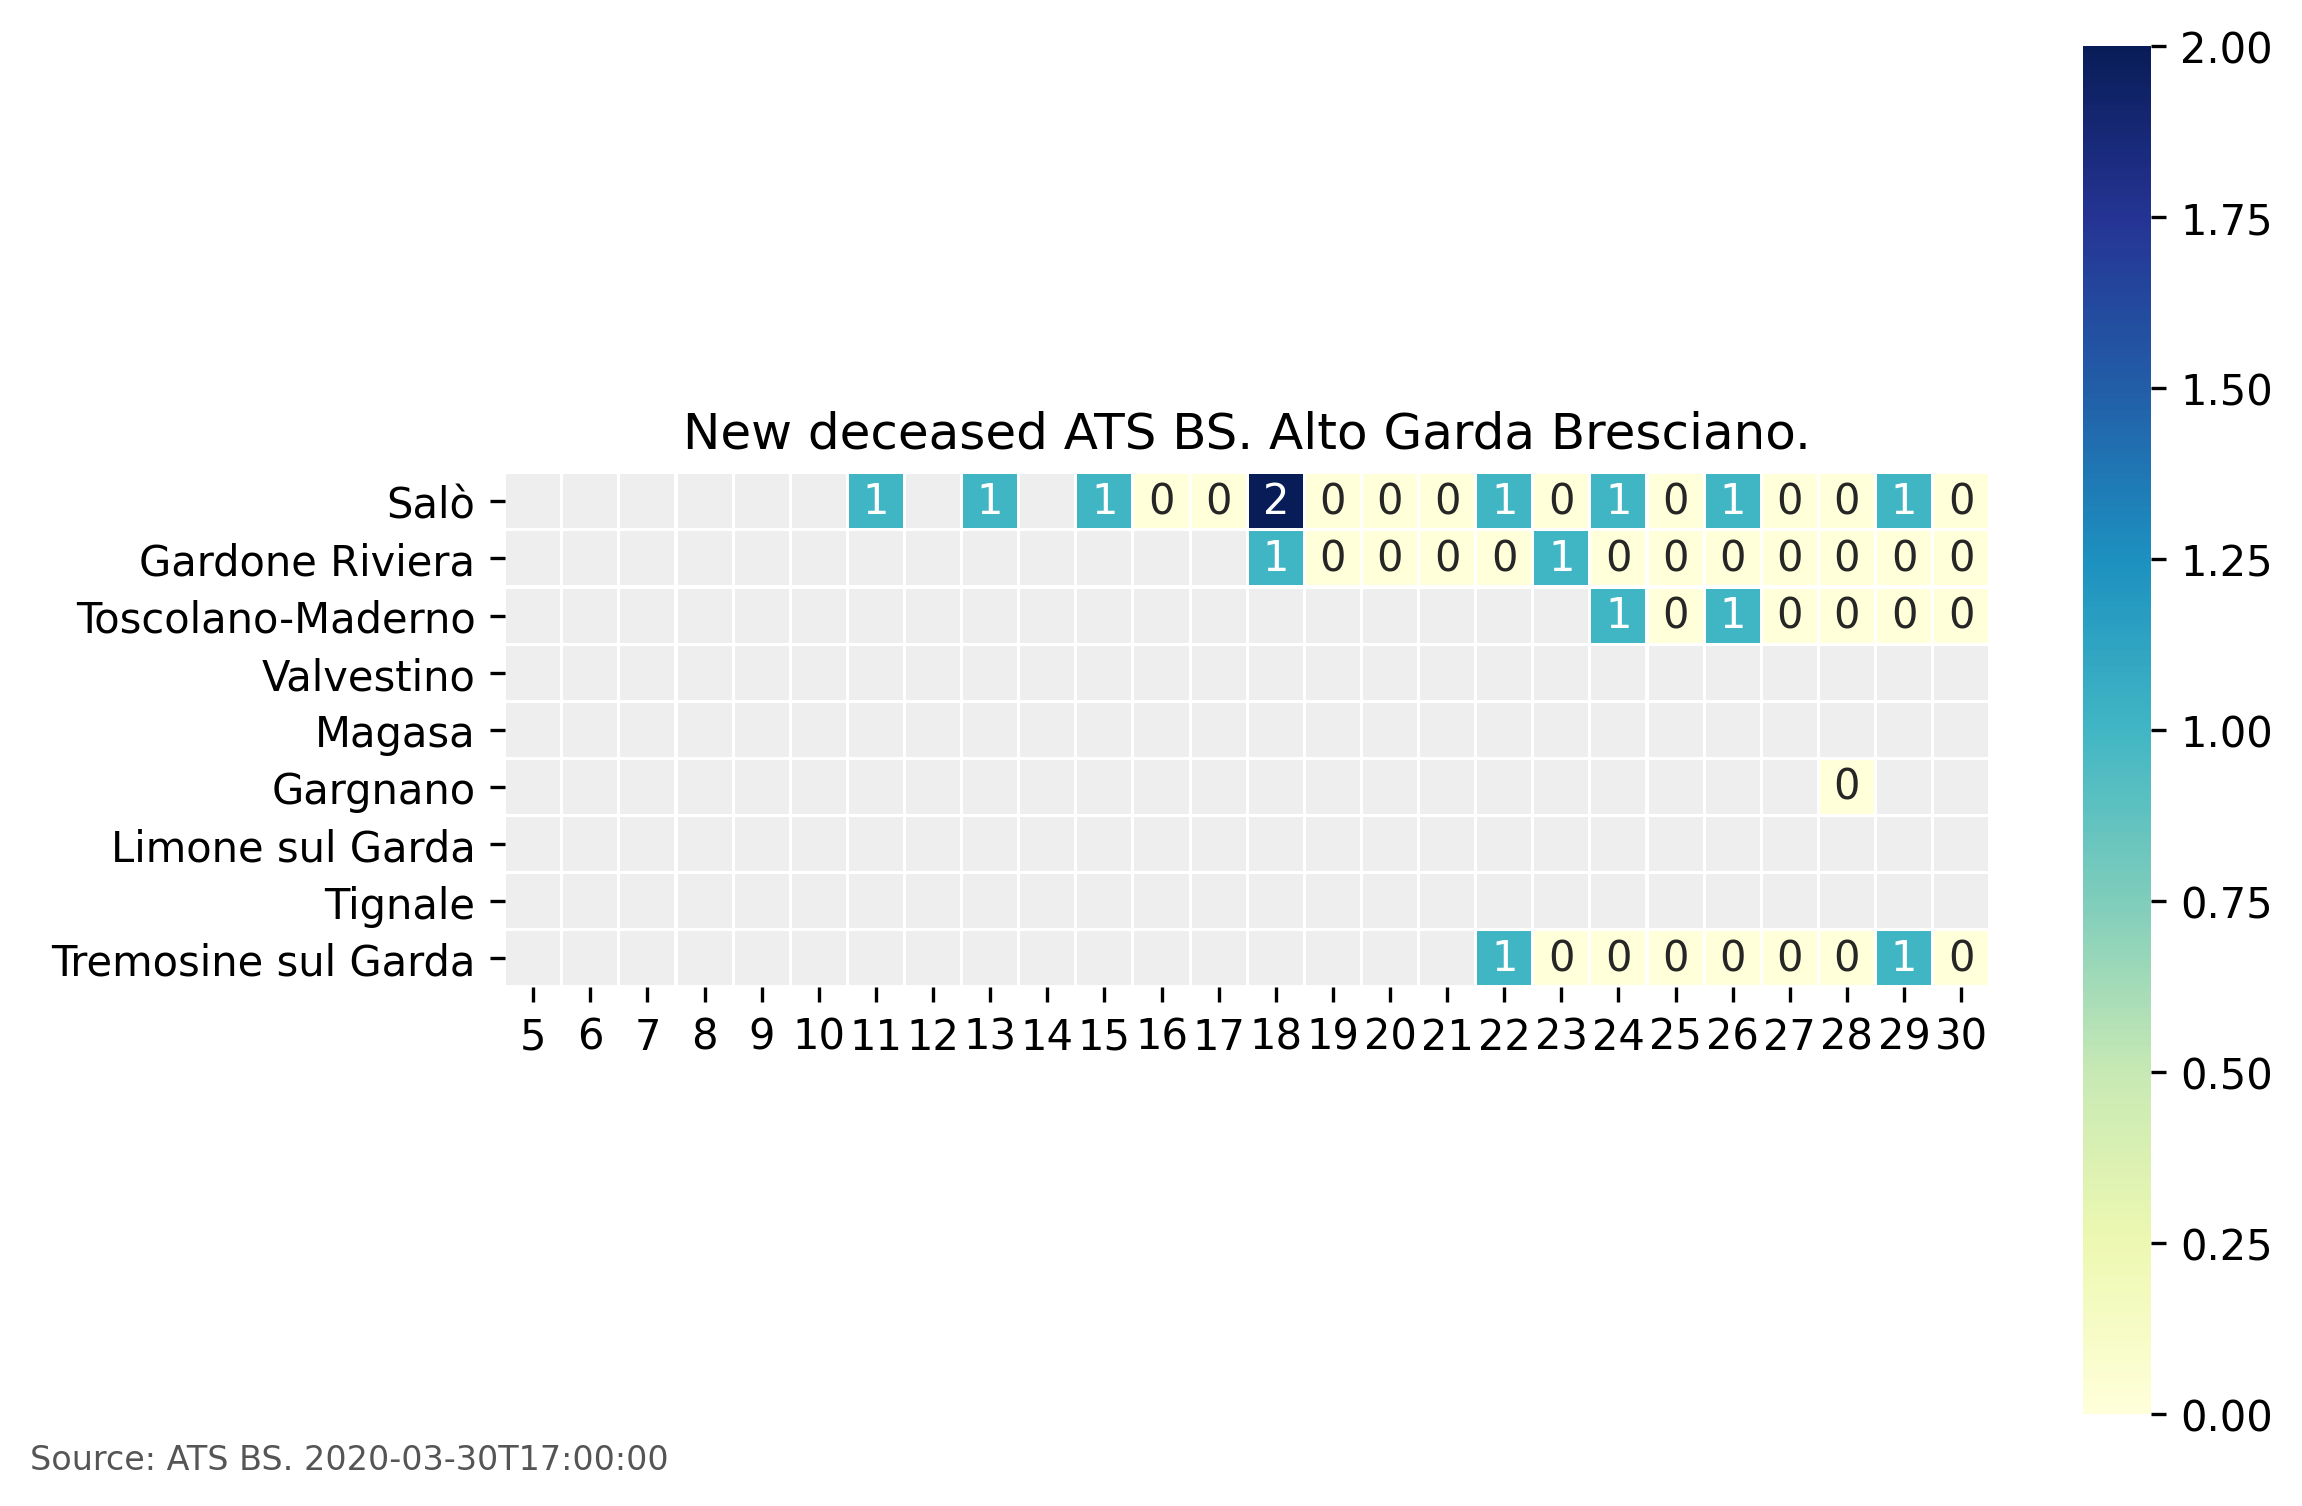 New deceased ATS BS. Alto Garda Bresciano.
Salò 1 1 1 0 0 2 0 0 0 1 0 1 0 1 0 0 1 0
Gardone Riviera 1 0 0 0 0 1 0 0 0 0 0 0 0
Toscolano-Maderno 1 0 1 0 0 0 0
Valvestino
Magasa
Gargnano 0
Limone sul Garda
Tignale
Tremosine sul Garda 1 0 0 0 0 0 0 1 0
5 6 7 8 9 10 11 12 13 14 15 16 17 18 19 20 21 22 23 24 25 26 27 28 29 30
2.00
1.75
1.50
1.25
1.00
0.75
0.50
0.25
0.00
Source: ATS BS. 2020-03-30T17:00:00